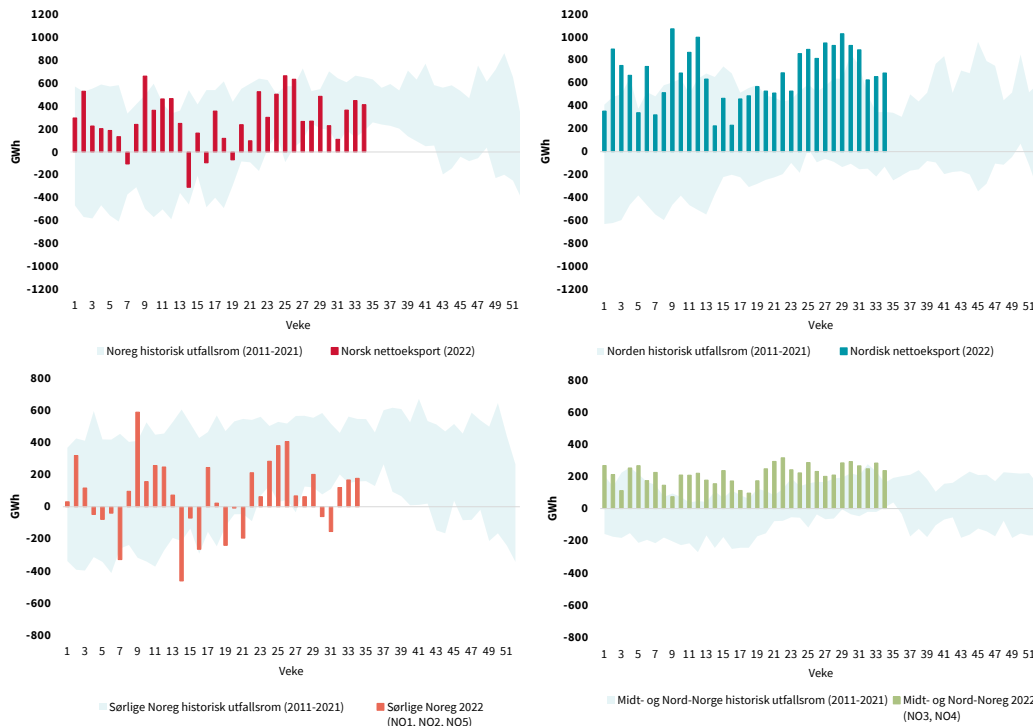 1200
1000
800
600
400
200
0
-200
-400
-600
-800
-1000
-1200
GWh
1 3 5 7 9 11 13 15 17 19 21 23 25 27 29 31 33 35 37 39 41 43 45 47 49 51
Veke
Noreg historisk utfallsrom (2011-2021) Norsk nettoeksport (2022)
1200
1000
800
600
400
200
0
-200
-400
-600
-800
-1000
-1200
GWh
1 3 5 7 9 11 13 15 17 19 21 23 25 27 29 31 33 35 37 39 41 43 45 47 49 51
Veke
Norden historisk utfallsrom (2011-2021) Nordisk nettoeksport (2022)
800
600
400
200
0
-200
-400
-600
-800
GWh
1 3 5 7 9 11 13 15 17 19 21 23 25 27 29 31 33 35 37 39 41 43 45 47 49 51
Veke
Sørlige Noreg historisk utfallsrom (2011-2021) Sørlige Noreg 2022
(NO1, NO2, NO5)
800
600
400
200
0
-200
-400
-600
-800
GWh
1 3 5 7 9 11 13 15 17 19 21 23 25 27 29 31 33 35 37 39 41 43 45 47 49 51
Veke
Midt- og Nord-Norge historisk utfallsrom (2011-2021) Midt- og Nord-Noreg 2022
(NO3, NO4)